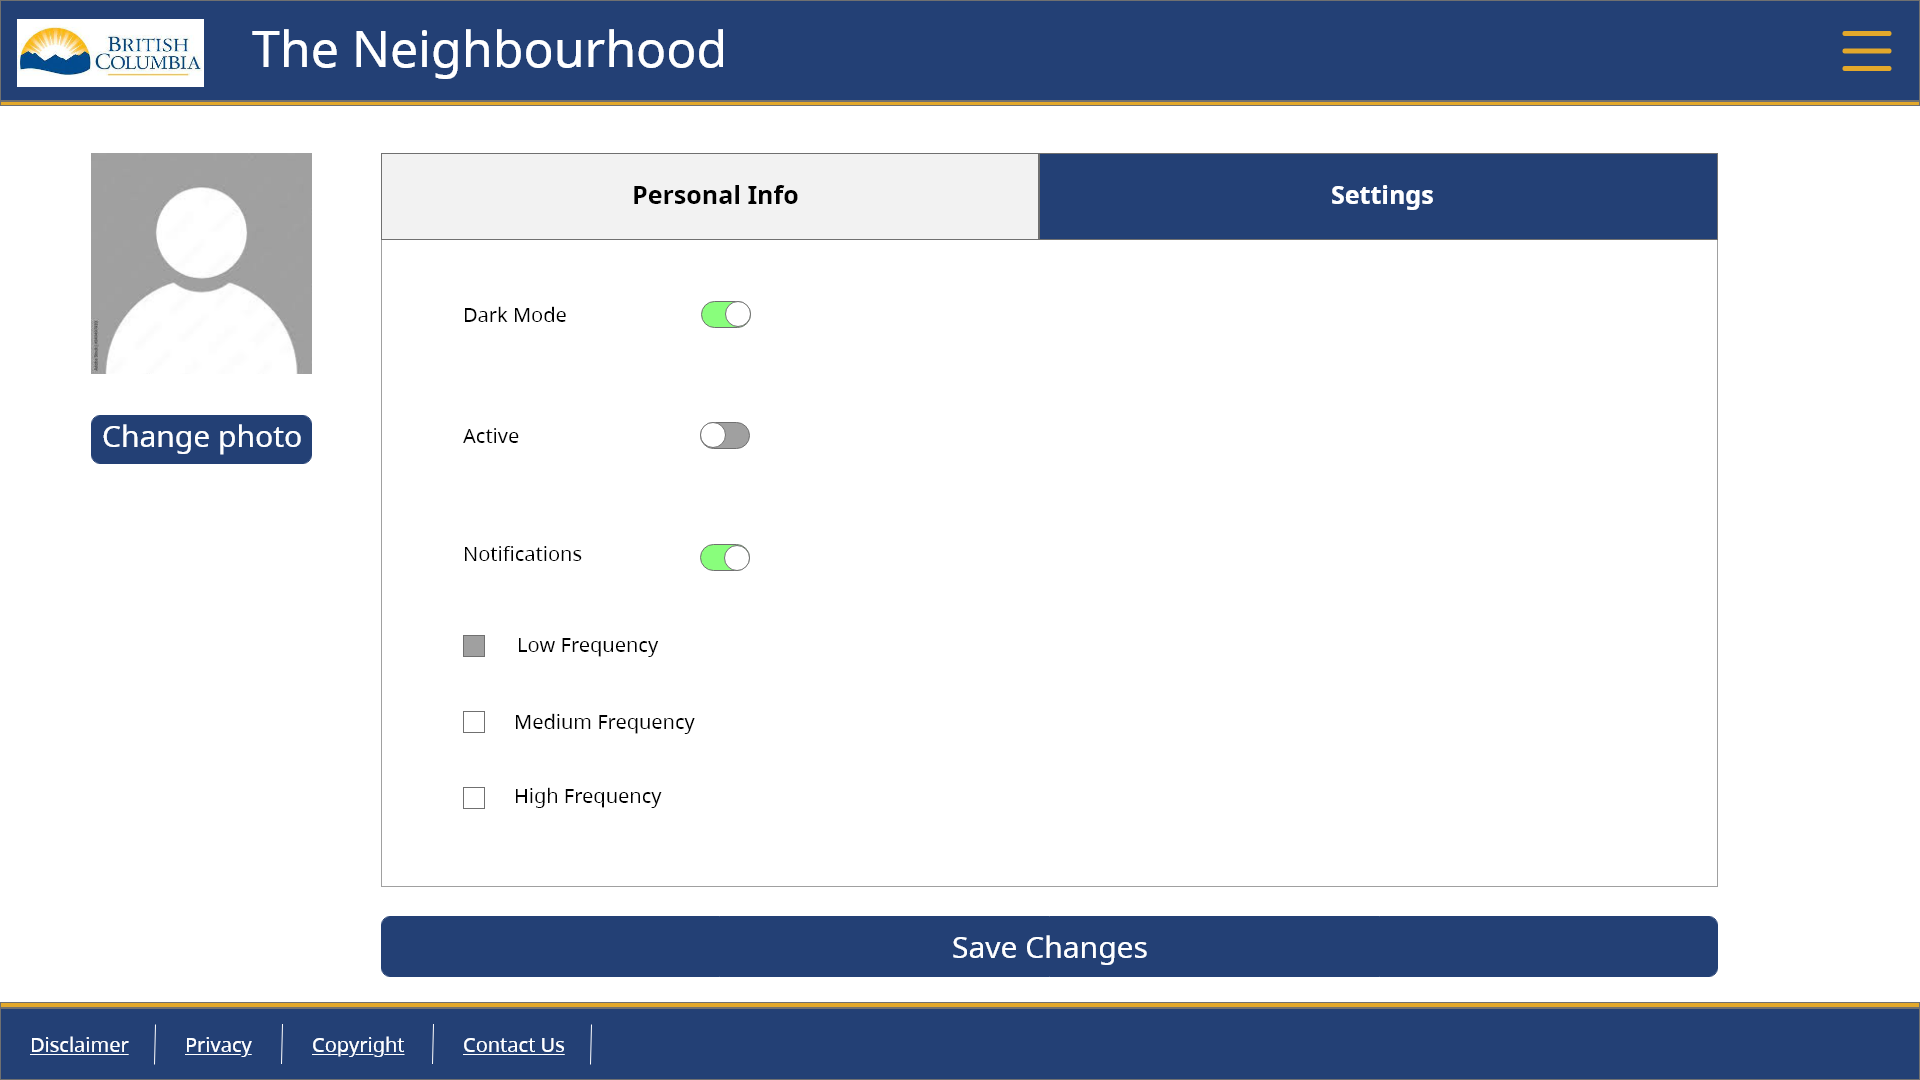 BRITISH
COLUMBIA
The Neighbourhood
Personal Info
Settings
Change photo
Dark Mode
Active
Notifications
Low Frequency
Medium Frequency
High Frequency
Save Changes
Disclaimer
Privacy
Copyright
Contact Us